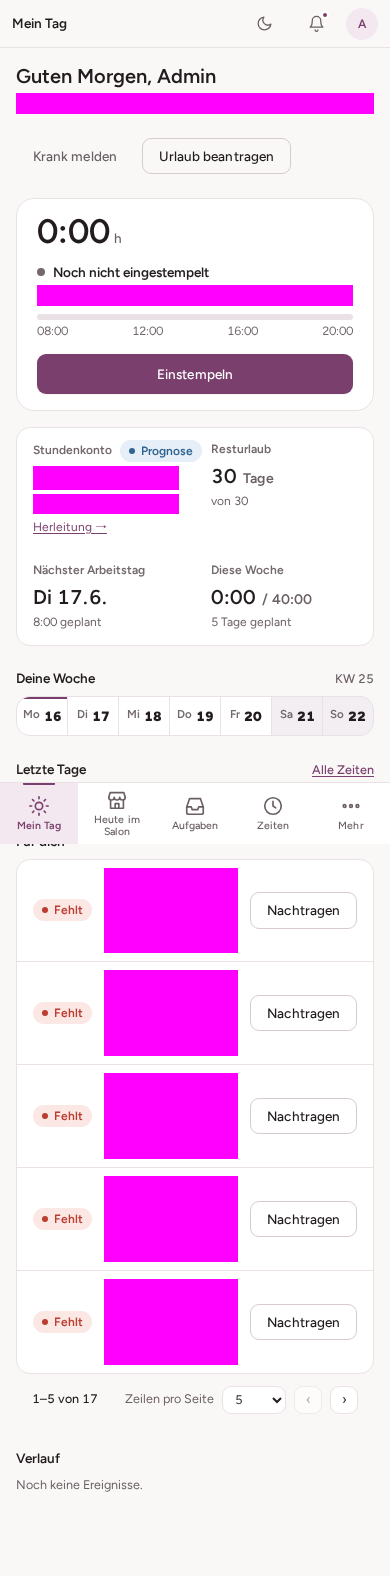 Mein Tag
A
Guten Morgen, Admin
Krank melden
Urlaub beantragen
0:00 h
Noch nicht eingestempelt
08:00 12:00 16:00 20:00
Einstempeln
Stundenkonto Prognose
Herleitung →
Resturlaub
30 Tage
von 30
Nächster Arbeitstag
Di 17.6.
8:00 geplant
Diese Woche
0:00 / 40:00
5 Tage geplant
Deine Woche KW 25
Mo 16 Di 17 Mi 18 Do 19 Fr 20 Sa 21 So 22
Letzte Tage Alle Zeiten
Mein Tag
Heute im
Salon
Aufgaben
Zeiten
Mehr
Für dich
Fehlt Nachtragen
Fehlt Nachtragen
Fehlt Nachtragen
Fehlt Nachtragen
Fehlt Nachtragen
1–5 von 17 Zeilen pro Seite 5 ‹ ›
Verlauf
Noch keine Ereignisse.